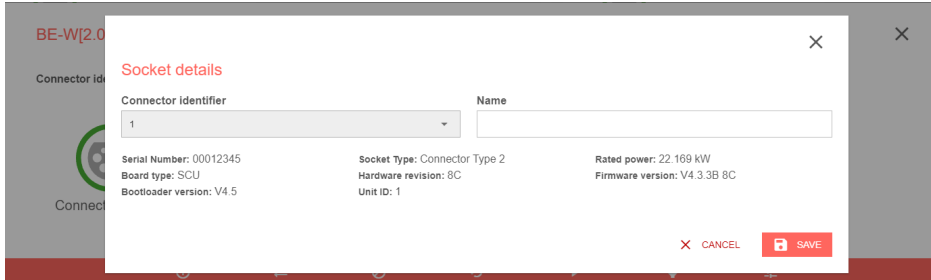 BE-W[2.0
Socket details
Connector ide
Connector identifier
Name
1
Serial Number: 00012345
Socket Type: Connector Type 2
Rated power: 22.169 kW
Board type: SCU
Hardware revision: 8C
Firmware version: V4.3.3B 8C
Bootloader version: V4.5
Unit ID: 1
Connect
CANCEL
SAVE